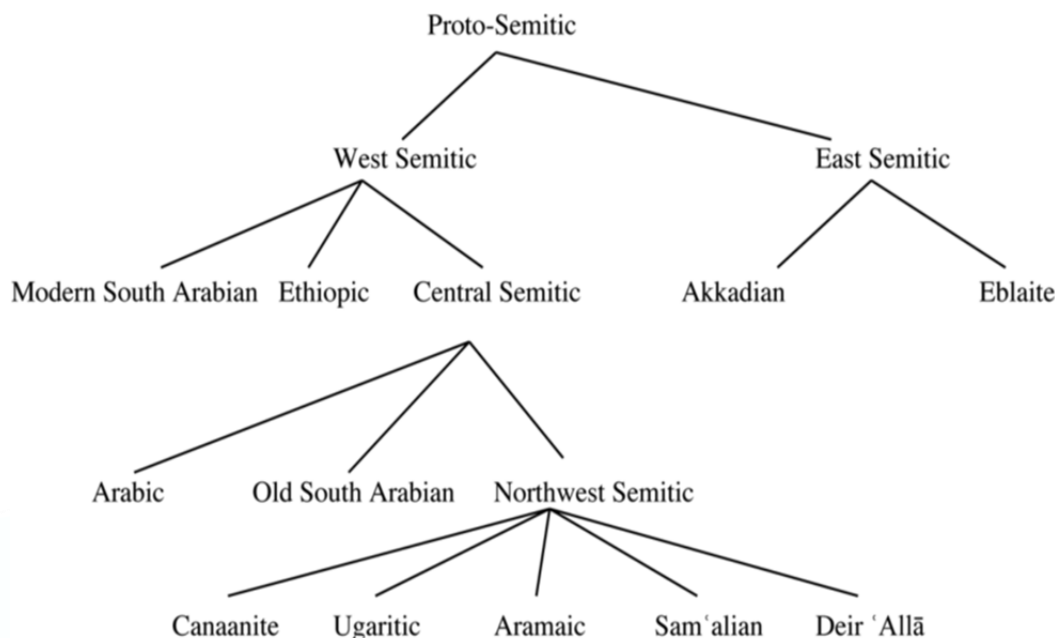 Proto-Semitic
West Semitic East Semitic
Modern South Arabian Ethiopic Central Semitic Akkadian Eblaite
Arabic Old South Arabian Northwest Semitic
Canaanite Ugaritic Aramaic Samʿalian Deir ʿAllā